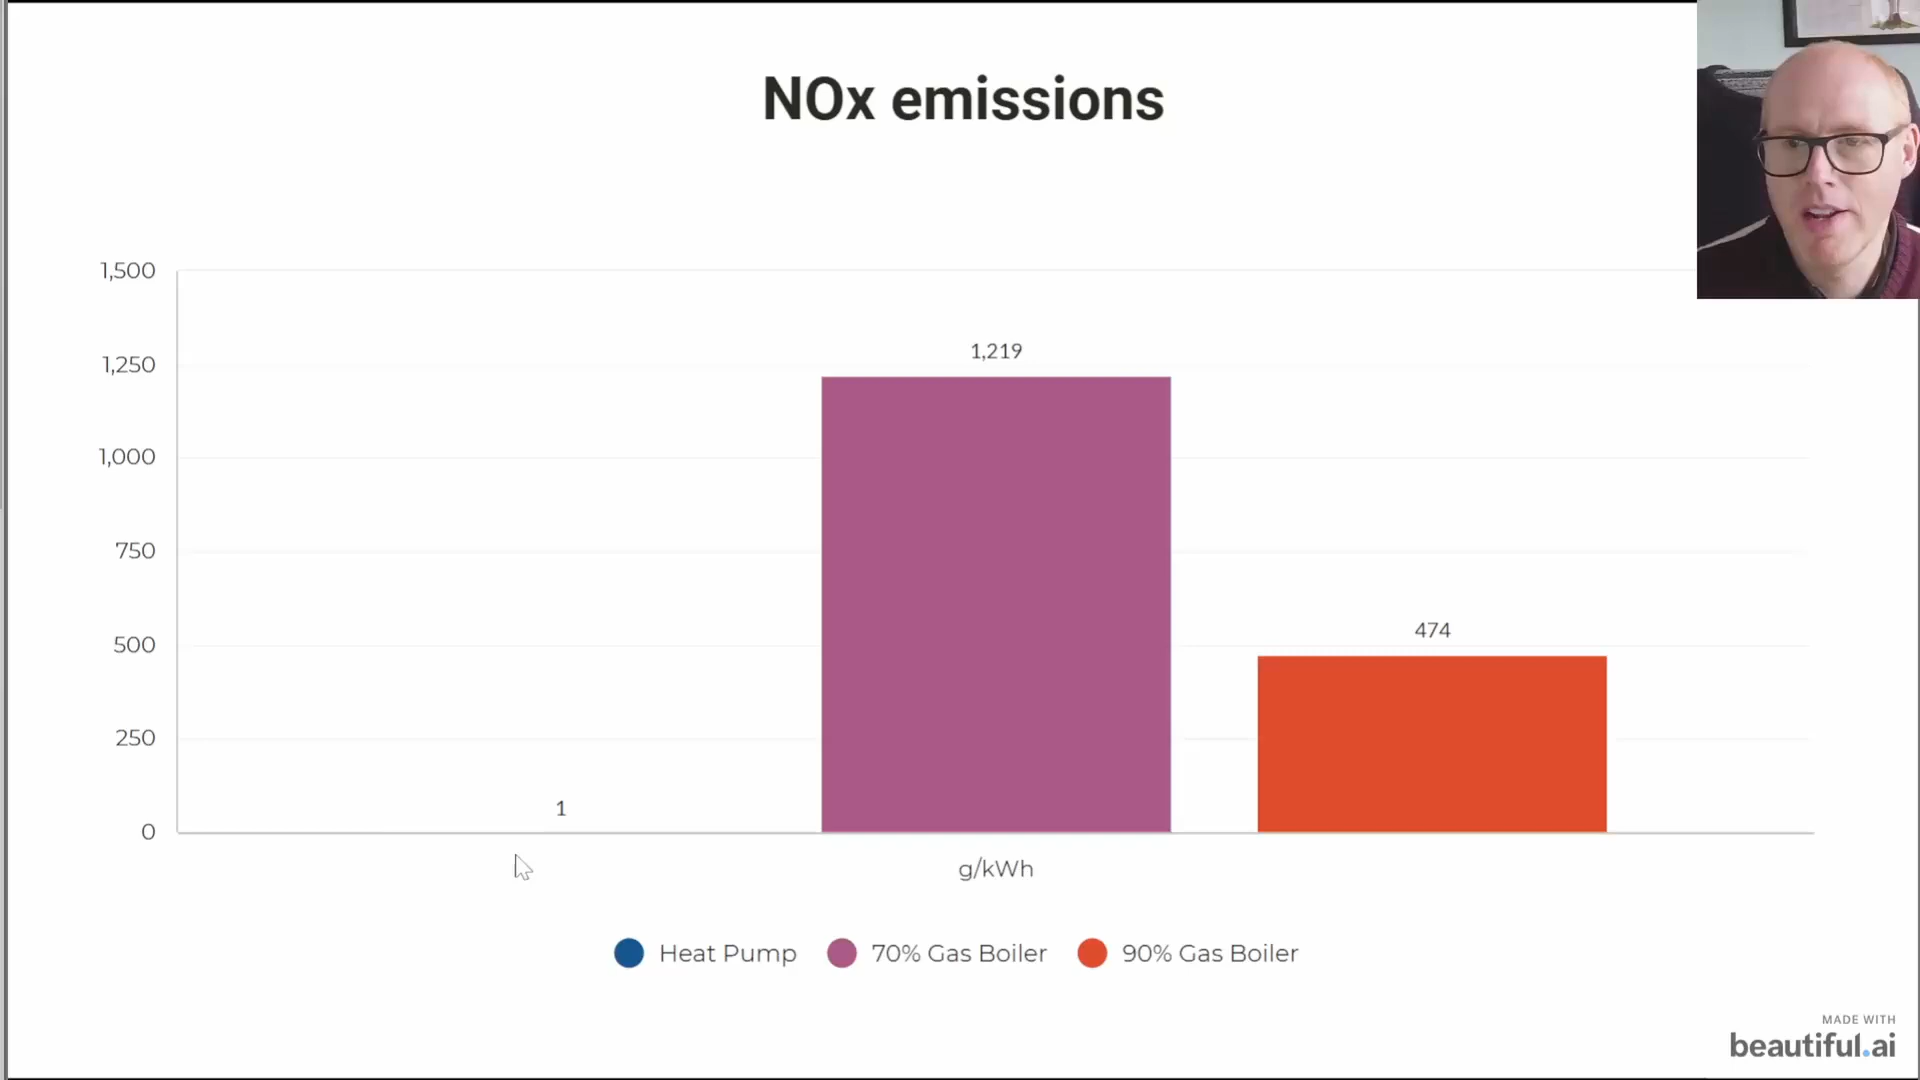 NOx emissions
1,500
1,250
1,000
750
500
250
0
1
1,219
474
g/kWh
Heat Pump
70% Gas Boiler
90% Gas Boiler
MADE WITH
beautiful.ai